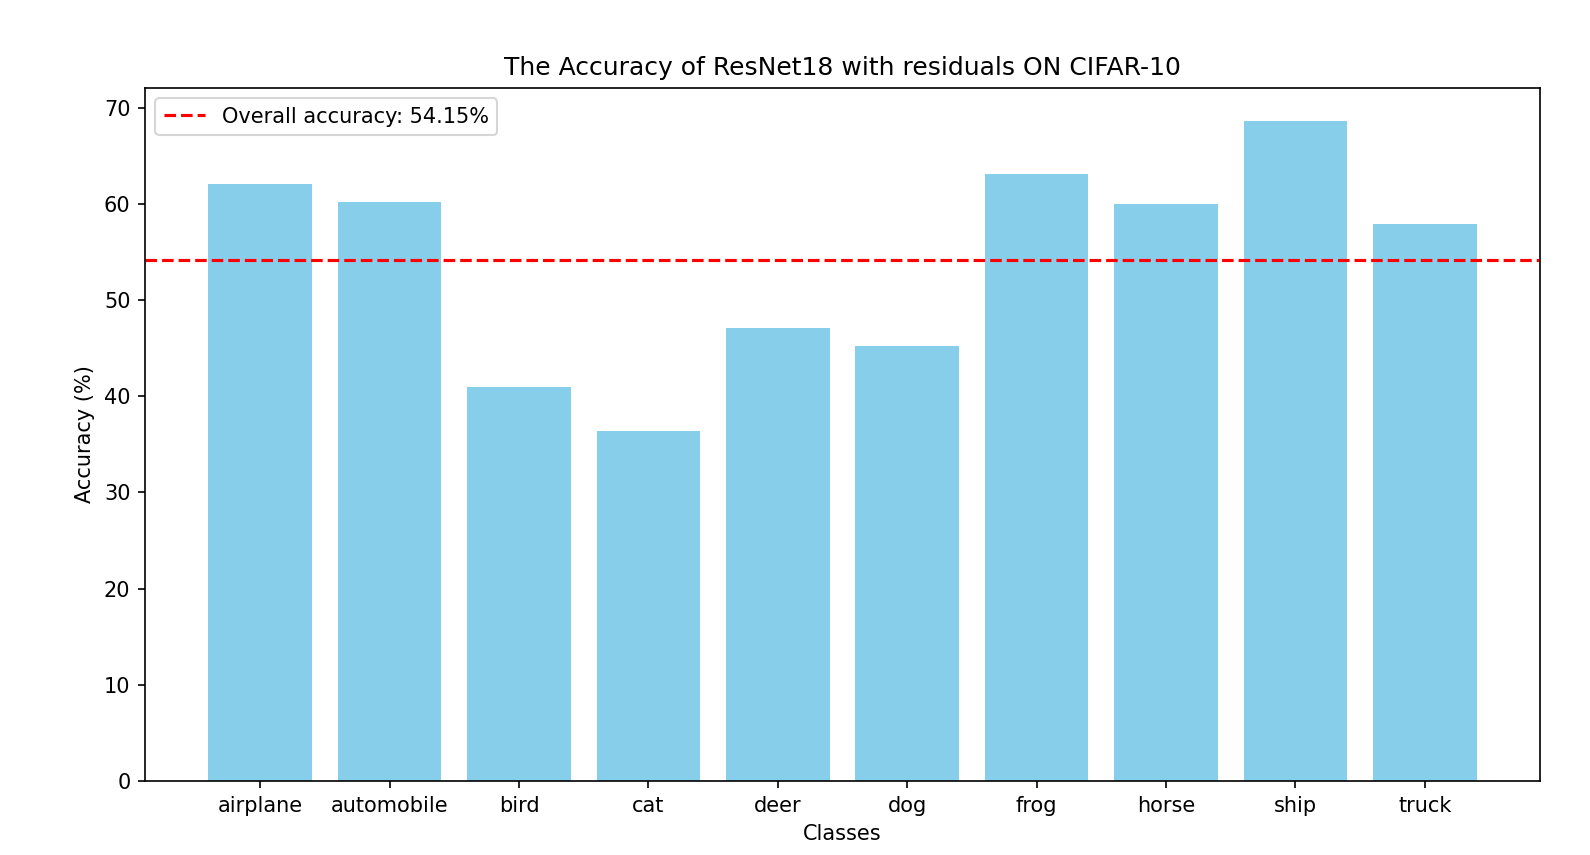 The Accuracy of ResNet18 with residuals ON CIFAR-10
Overall accuracy: 54.15%
70
60
50
40
30
20
10
0
Accuracy (%)
airplane automobile bird cat deer dog frog horse ship truck
Classes